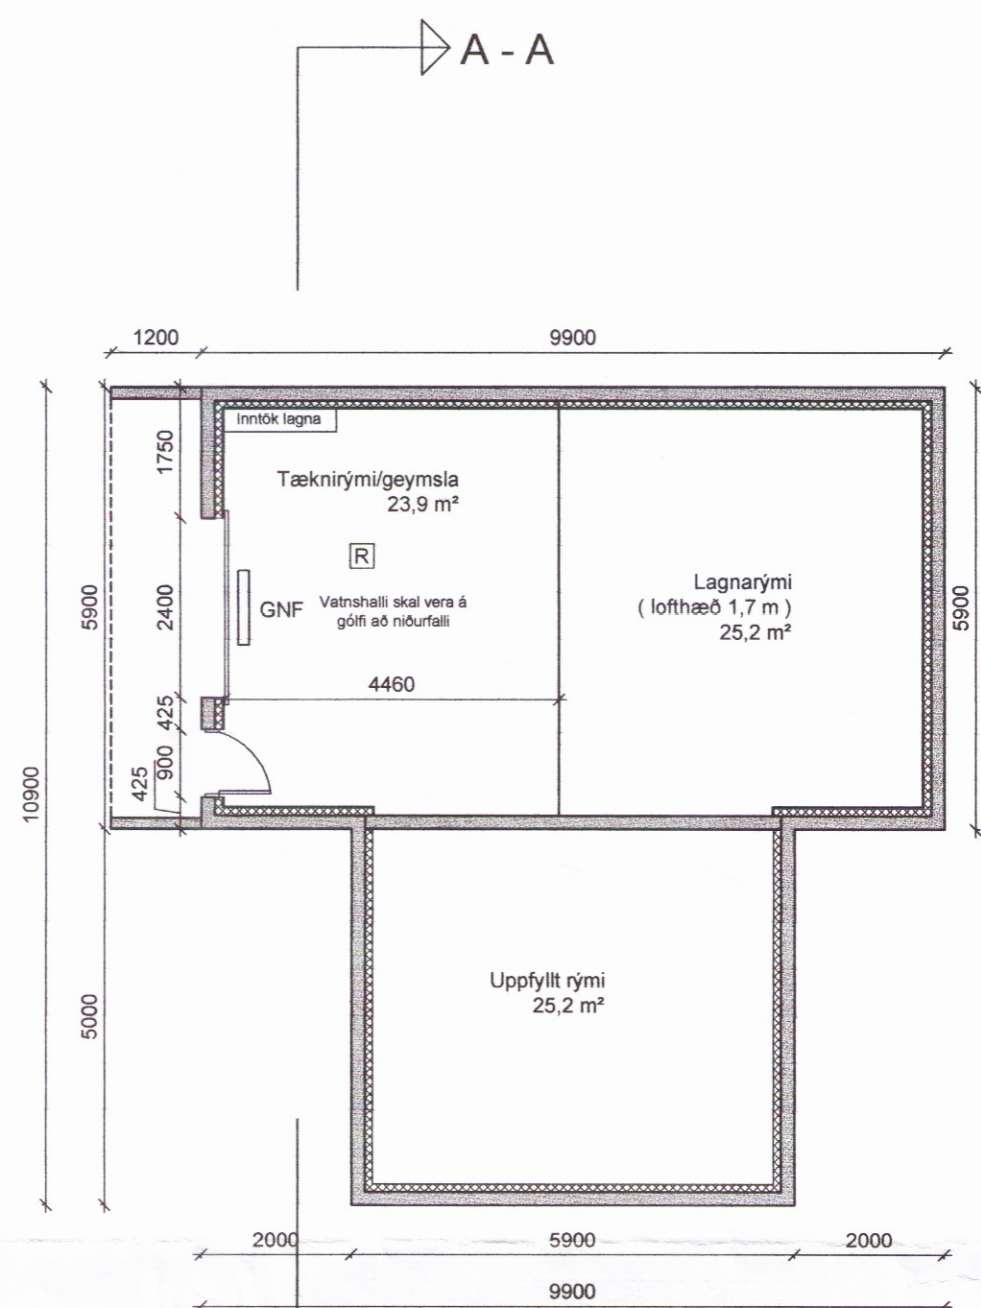 A - A
1200
9900
Inntök lagna
1750
Tæknirými/geymsla
23,9 m²
R
Lagnarými
( lofthæð 1,7 m )
25,2 m²
5900
2400
5900
GNF
Vatnshalli skal vera á
gólfi að niðurfalli
4460
425
900
425
10900
Uppfyllt rými
25,2 m²
5000
2000
5900
2000
9900